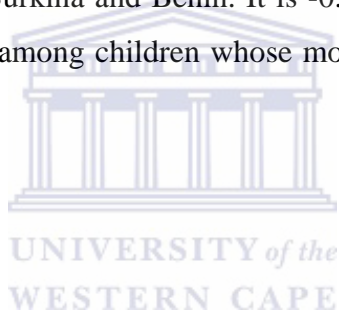 Burkina and Benin. It is -0.
among children whose mo
UNIVERSITY of the
WESTERN CAPE